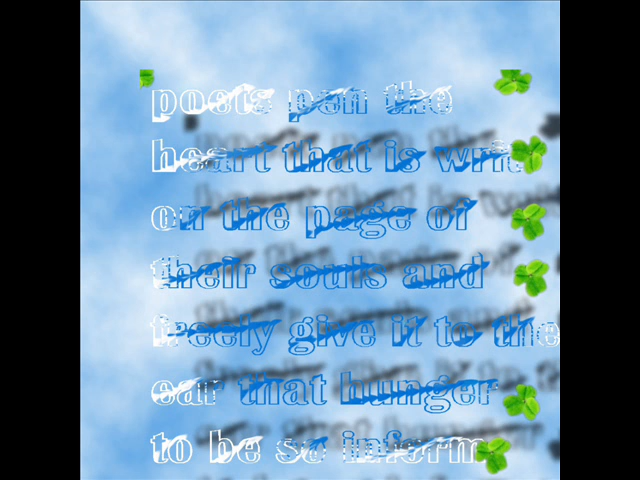 poets pen the
heart that is writ
on the page of
their souls and
freely give it to the
ear that hunger
to be so inform